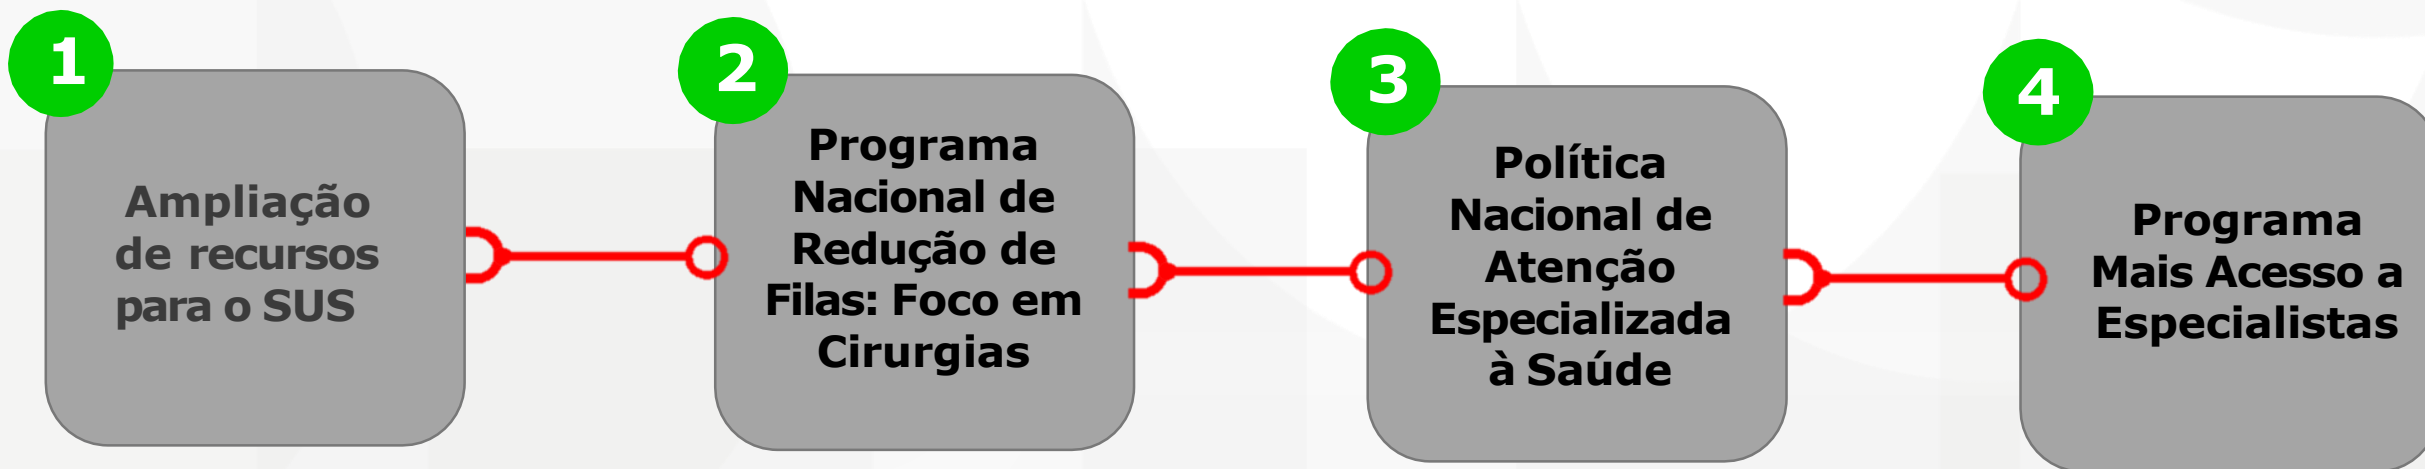 1
Ampliação
de recursos
para o SUS
2
Programa
Nacional de
Redução de
Filas: Foco em
Cirurgias
3
Política
Nacional de
Atenção
Especializada
à Saúde
4
Programa
Mais Acesso a
Especialistas